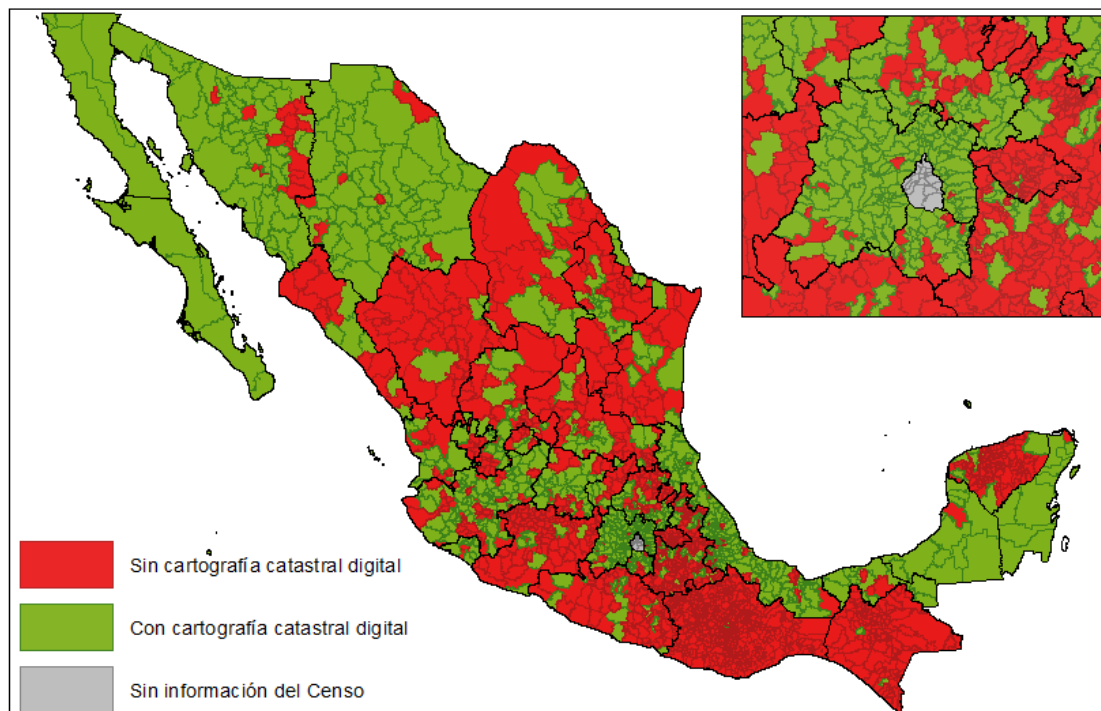 Sin cartografía catastral digital
Con cartografía catastral digital
Sin información del Censo